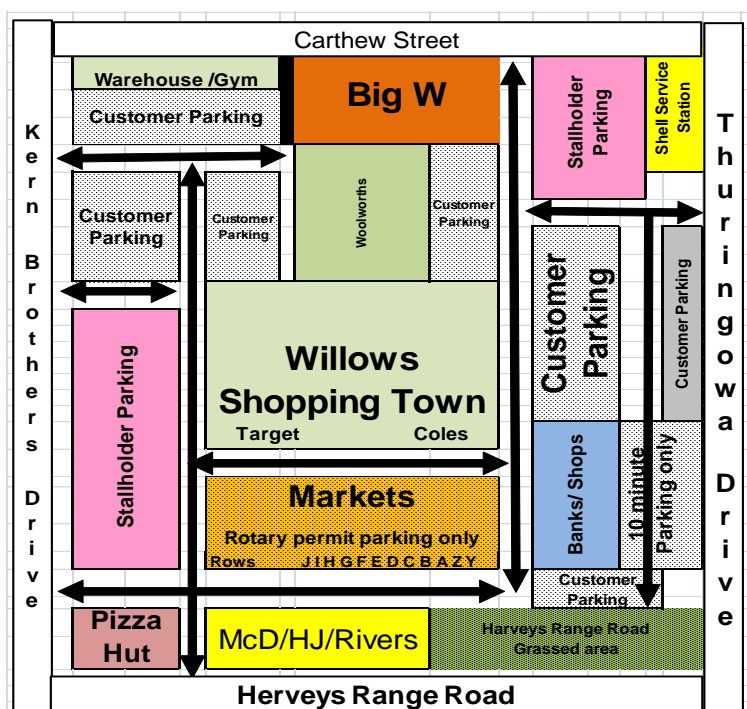 Carthew Street
Warehouse /Gym
Big W
Customer Parking
Stallholder
Parking
Shell Service
Station
Kern Brothers Drive
Thuringowa Drive
Customer
Parking
Customer
Parking
Woolworths
Customer
Parking
Customer
Parking
Customer Parking
Willows
Shopping Town
Target
Coles
Stallholder Parking
Markets
Rotary permit parking only
Rows
J I H G F E D C B A Z Y
Banks/ Shops
10 minute
Parking only
Customer
Parking
Pizza
Hut
McD/HJ/Rivers
Harveys Range Road
Grassed area
Herveys Range Road